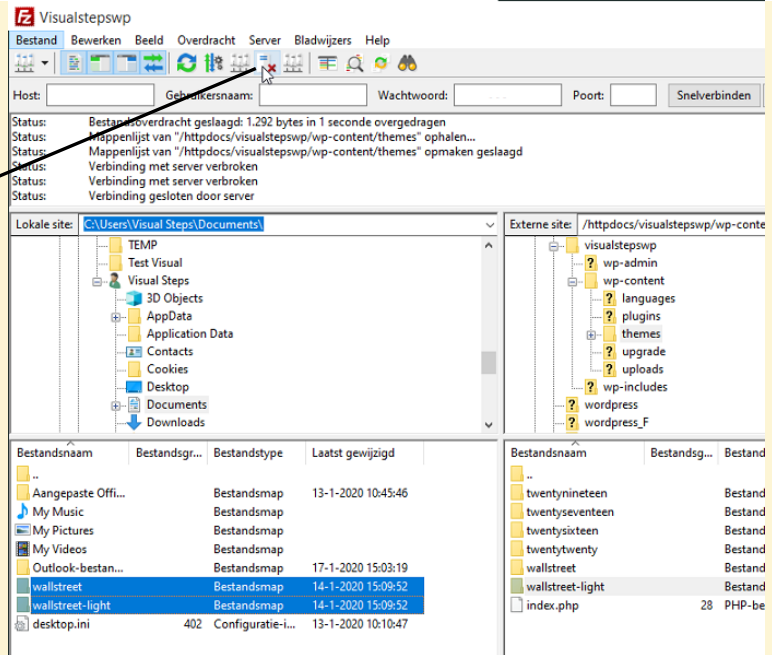 Visualstepswp
Bestand Bewerken Beeld Overdracht Server Bladwijzers Help
Host: Gebruikersnaam: Wachtwoord: Poort: Snelverbinden
Status: Bestandsoverdracht geslaagd: 1.292 bytes in 1 seconde overgedragen
Status: Mappenlijst van "/httpdocs/visualstepswp/wp-content/themes" ophalen...
Status: Mappenlijst van "/httpdocs/visualstepswp/wp-content/themes" opmaken geslaagd
Status: Verbinding met server verbroken
Status: Verbinding met server verbroken
Status: Verbinding gesloten door server
Lokale site: C:\Users\Visual Steps\Documents\
TEMP
Test Visual
Visual Steps
3D Objects
AppData
Application Data
Contacts
Cookies
Desktop
Documents
Downloads
Externe site: /httpdocs/visualstepswp/wp-conte
visualstepswp
wp-admin
wp-content
languages
plugins
themes
upgrade
uploads
wp-includes
wordpress
wordpress_F
Bestandsnaam Bestandsgr... Bestandstype Laatst gewijzigd
..
Aangepaste Offi... Bestandsmap 13-1-2020 10:45:46
My Music Bestandsmap
My Pictures Bestandsmap
My Videos Bestandsmap
Outlook-bestan... Bestandsmap 17-1-2020 15:03:19
wallstreet Bestandsmap 14-1-2020 15:09:52
wallstreet-light Bestandsmap 14-1-2020 15:09:52
desktop.ini 402 Configuratie-i... 13-1-2020 10:10:47
Bestandsnaam Bestandsg... Bestand
..
twentynineteen Bestand
twentyseventeen Bestand
twentysixteen Bestand
twentytwenty Bestand
wallstreet Bestand
wallstreet-light Bestand
index.php 28 PHP-be